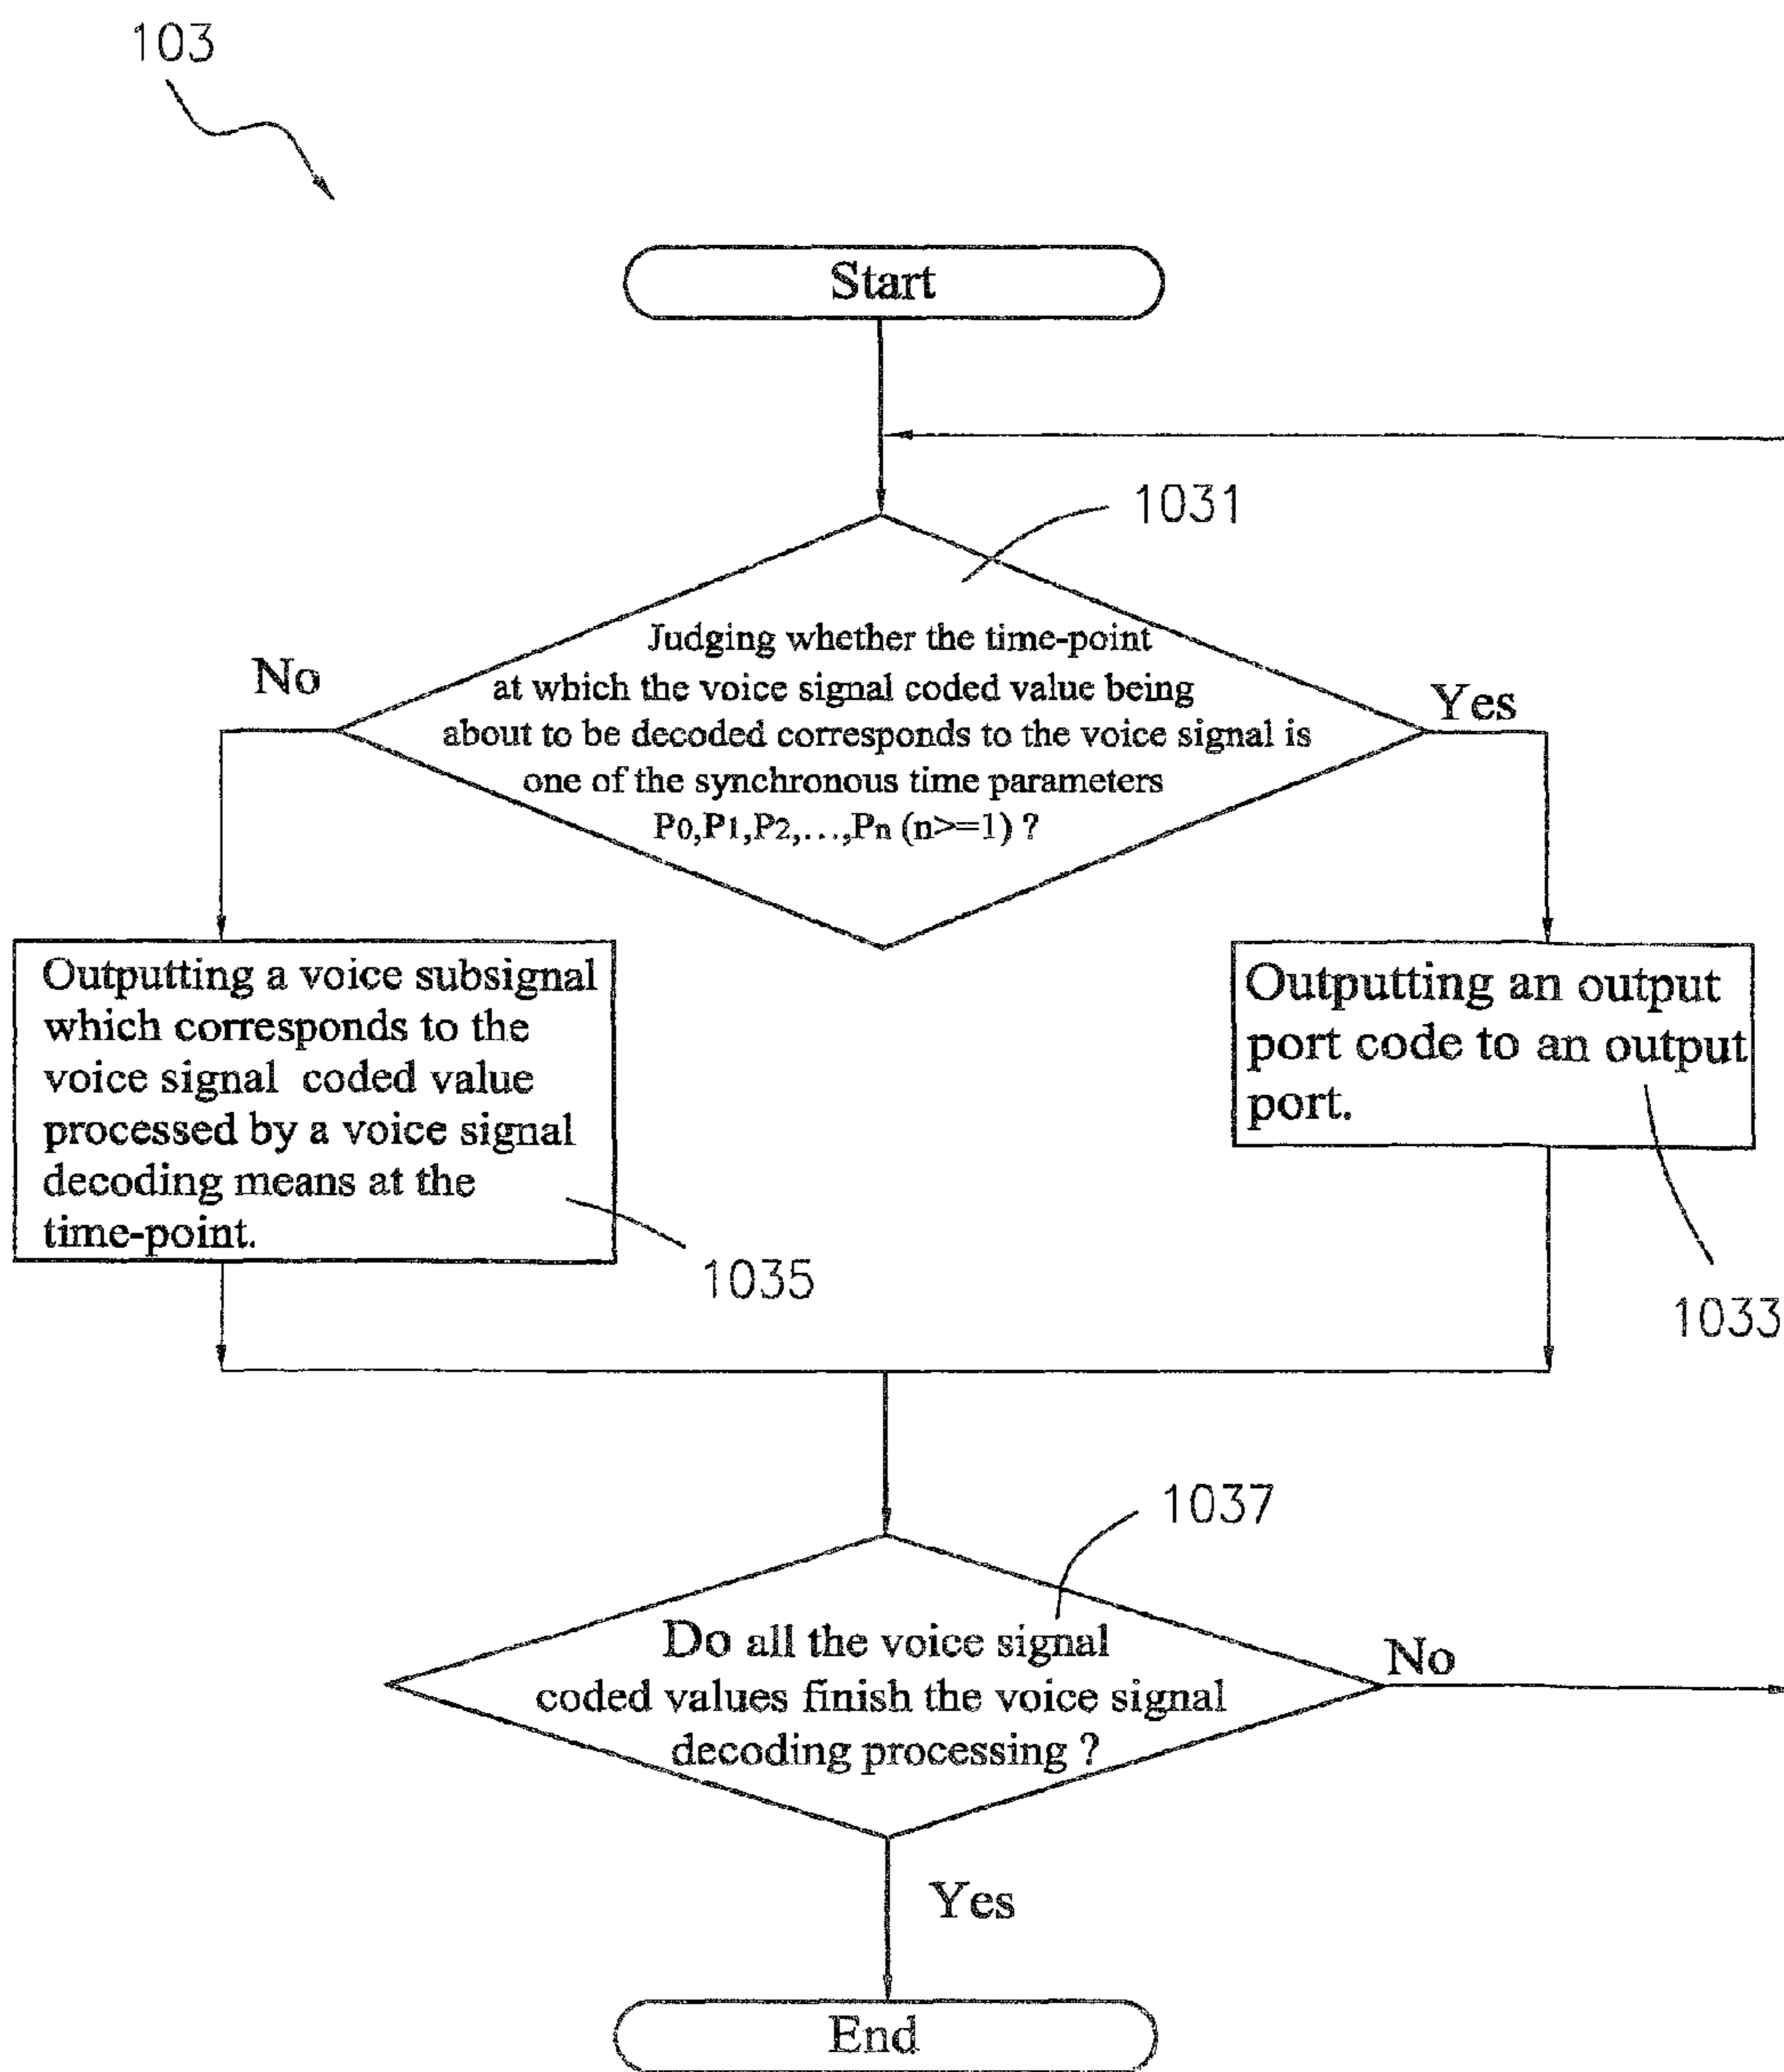 103
Start
1031
Judging whether the time-point
at which the voice signal coded value being
about to be decoded corresponds to the voice signal is
one of the synchronous time parameters
P0,P1,P2,...,Pn (n>=1) ?
No
Yes
Outputting a voice subsignal
which corresponds to the
voice signal coded value
processed by a voice signal
decoding means at the
time-point.
1035
Outputting an output
port code to an output
port.
1033
1037
Do all the voice signal
coded values finish the voice signal
decoding processing ?
No
Yes
End